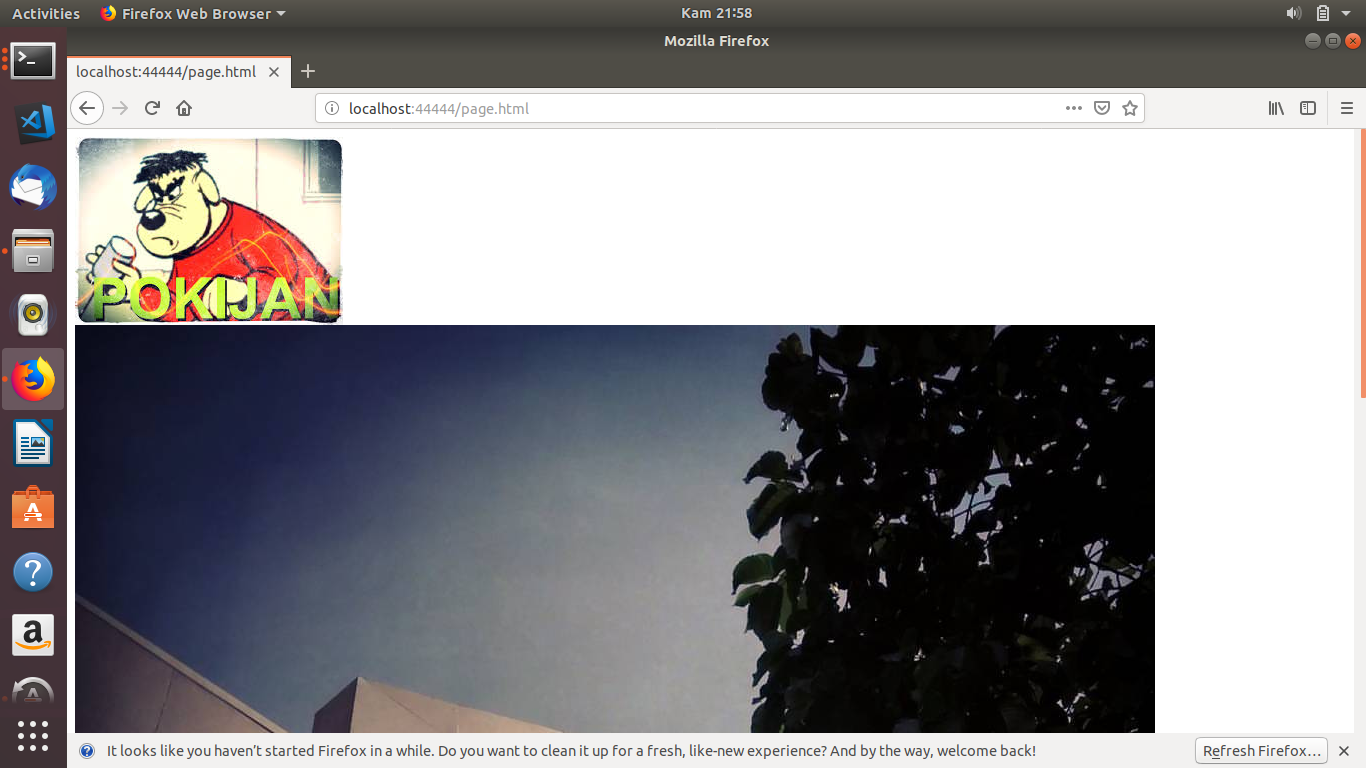 Activities
Firefox Web Browser
Kam 21:58
Mozilla Firefox
localhost:44444/page.html
localhost:44444/page.html
POKIJAN
It looks like you haven’t started Firefox in a while. Do you want to clean it up for a fresh, like-new experience? And by the way, welcome back!
Refresh Firefox…